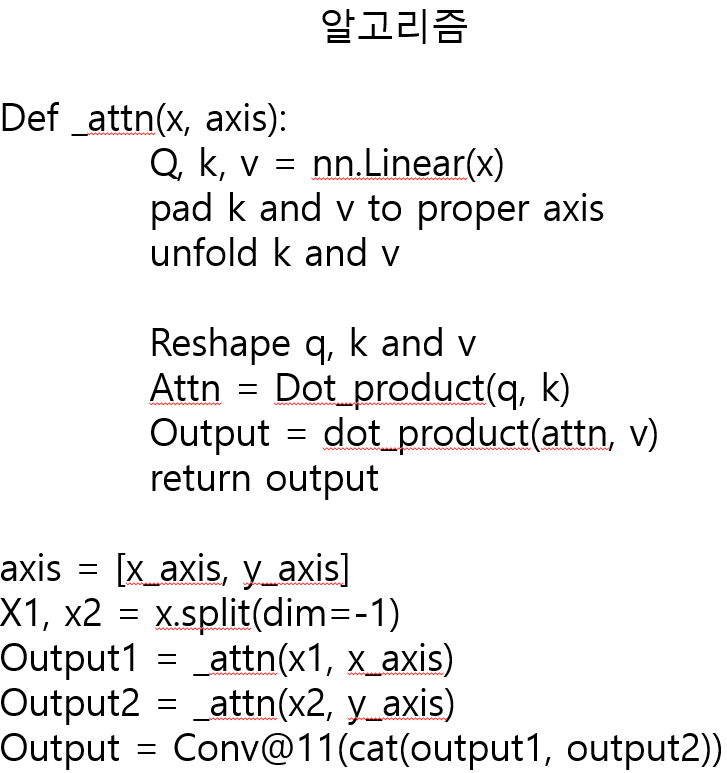 알고리즘
Def _attn(x, axis):
Q, k, v = nn.Linear(x)
pad k and v to proper axis
unfold k and v
Reshape q, k and v
Attn = Dot_product(q, k)
Output = dot_product(attn, v)
return output
axis = [x_axis, y_axis]
X1, x2 = x.split(dim=-1)
Output1 = _attn(x1, x_axis)
Output2 = _attn(x2, y_axis)
Output = Conv@11(cat(output1, output2))